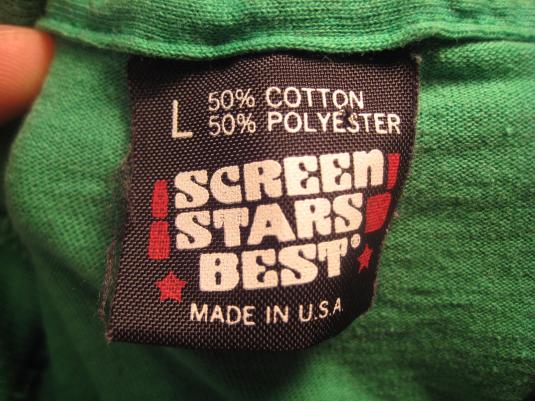 L 50% COTTON
50% POLYESTER
SCREEN
STARS
BEST®
MADE IN U.S.A.